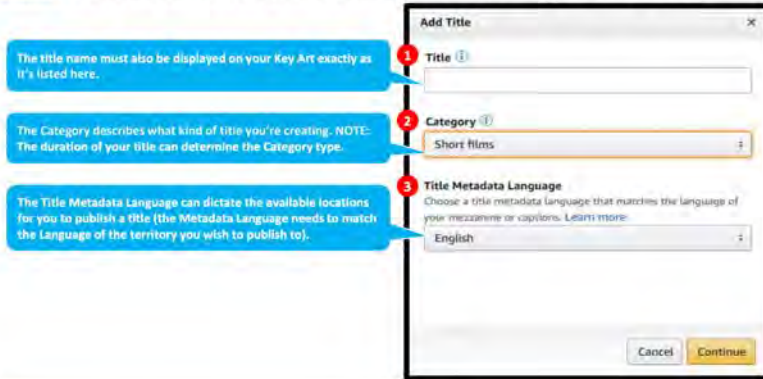 Add Title ×
The title name must also be displayed on your Key Art exactly as
it's listed here.
1 Title ⓘ
The Category describes what kind of title you're creating. NOTE:
The duration of your title can determine the Category type.
2 Category ⓘ
Short films
The Title Metadata Language can dictate the available locations
for you to publish a title (the Metadata Language needs to match
the Language of the territory you wish to publish to).
3 Title Metadata Language
Choose a title metadata language that matches the language of
your mezzanine or captions. Learn more
English
Cancel Continue